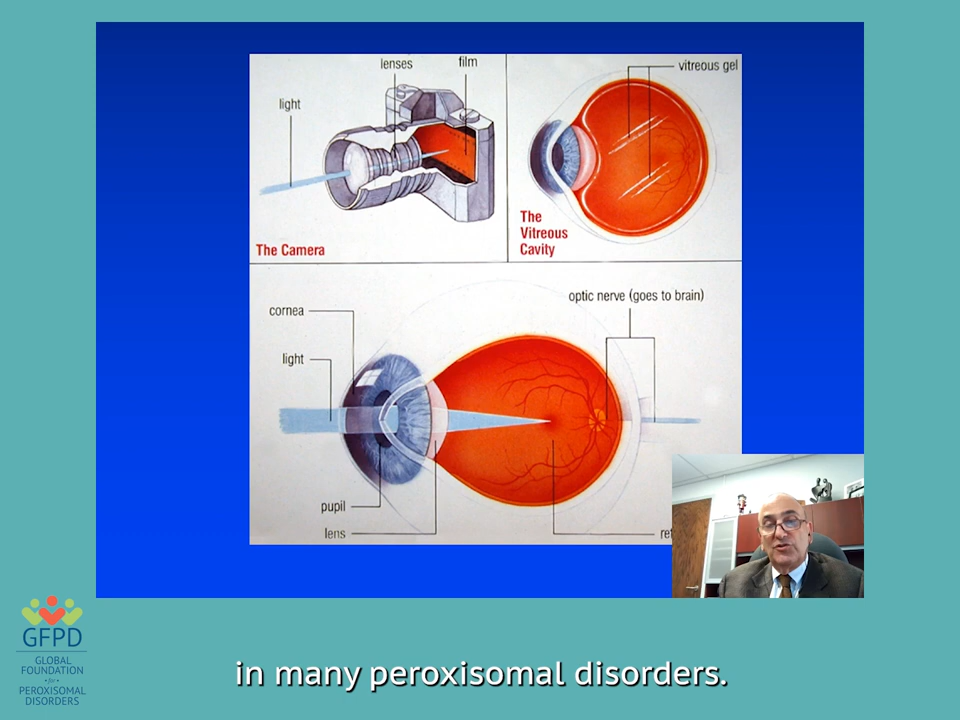 lenses
film
light
The Camera
vitreous gel
The
Vitreous
Cavity
optic nerve (goes to brain)
cornea
light
pupil
lens
GFPD
GLOBAL
FOUNDATION
for
PEROXISOMAL
DISORDERS
in many peroxisomal disorders.